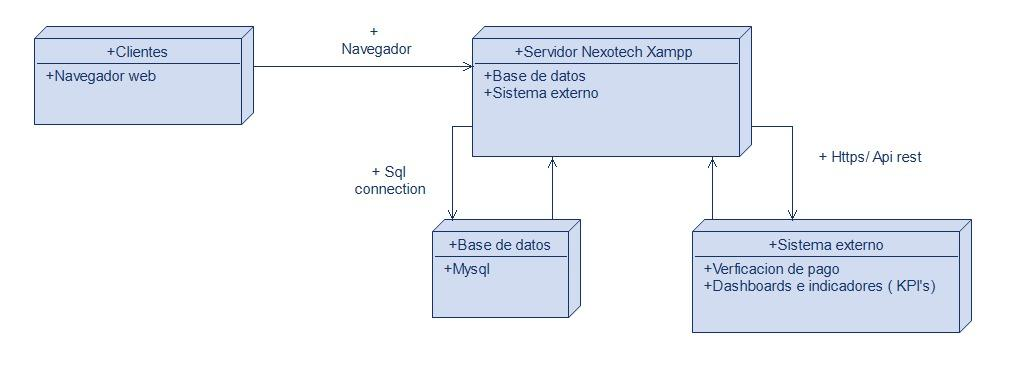 +Clientes
+Navegador web
+
Navegador
+Servidor Nexotech Xampp
+Base de datos
+Sistema externo
+ Sql
connection
+ Https/ Api rest
+Base de datos
+Mysql
+Sistema externo
+Verficacion de pago
+Dashboards e indicadores ( KPI's)